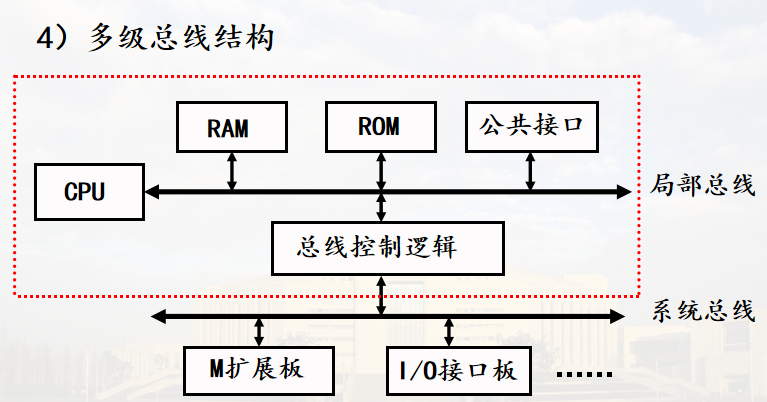 4）多级总线结构
RAM
ROM
公共接口
CPU
局部总线
总线控制逻辑
系统总线
M扩展板
I/O接口板
……